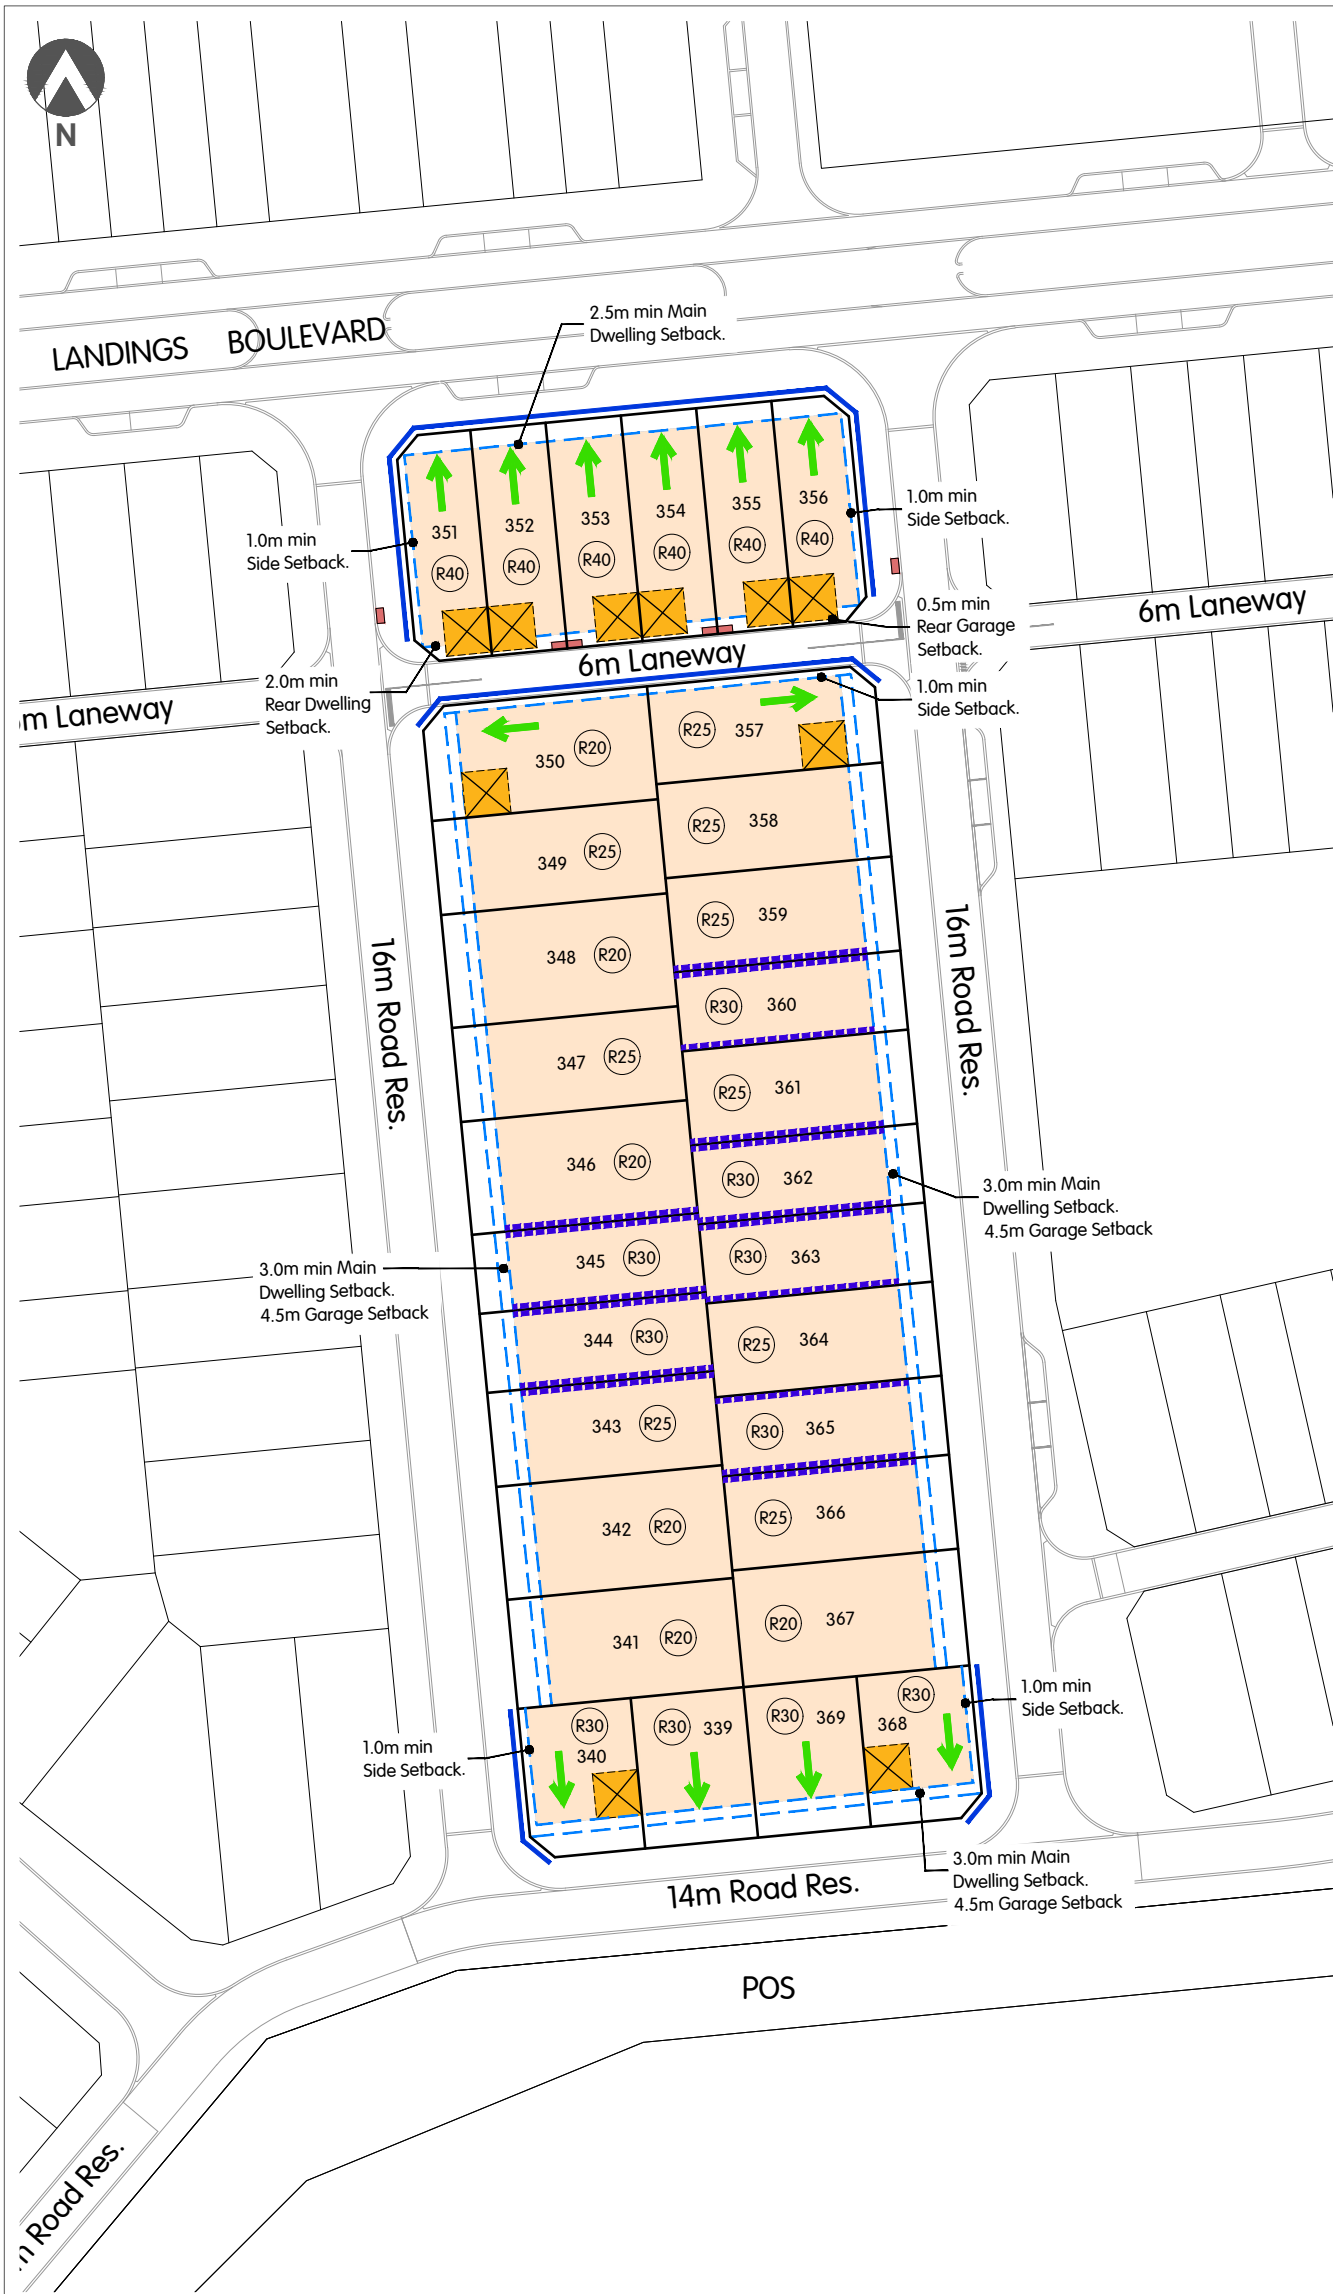 N
LANDINGS BOULEVARD
2.5m min Main
Dwelling Setback.
351
R40
352
R40
353
R40
354
R40
355
R40
356
R40
1.0m min
Side Setback.
1.0m min
Side Setback.
0.5m min
Rear Garage
Setback.
6m Laneway
6m Laneway
2.0m min
Rear Dwelling
Setback.
m Laneway
1.0m min
Side Setback.
350 R20
R25 357
349 R25
R25 358
348 R20
R25 359
347 R25
R30 360
R25 361
346 R20
R30 362
345 R30
R30 363
344 R30
R25 364
343 R25
R30 365
342 R20
R25 366
341 R20
R20 367
16m Road Res.
16m Road Res.
3.0m min Main
Dwelling Setback.
4.5m Garage Setback
3.0m min Main
Dwelling Setback.
4.5m Garage Setback
R30
340
R30 339
R30 369
R30
368
1.0m min
Side Setback.
1.0m min
Side Setback.
3.0m min Main
Dwelling Setback.
4.5m Garage Setback
14m Road Res.
POS
Road Res.